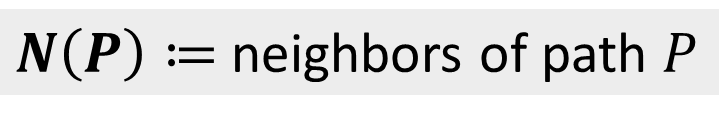 N(P) := neighbors of path P